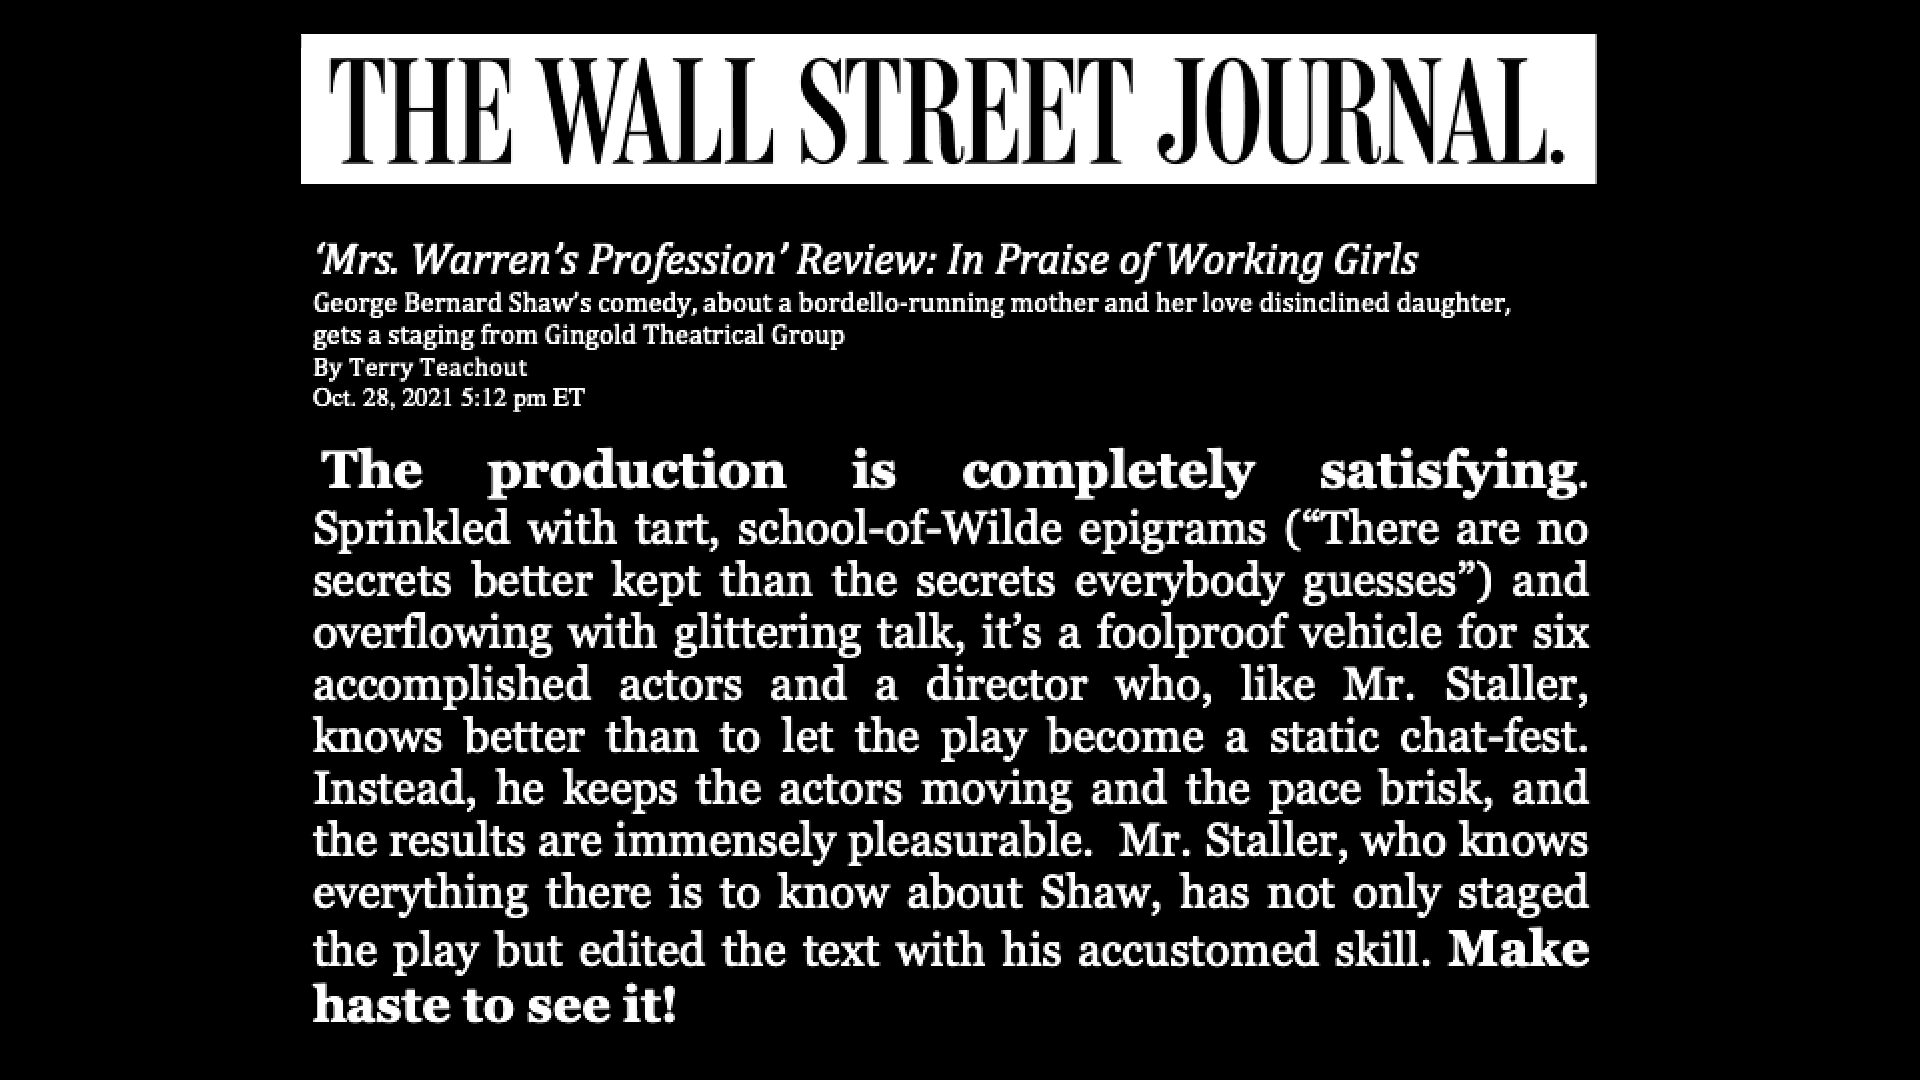 THE WALL STREET JOURNAL.
‘Mrs. Warren’s Profession’ Review: In Praise of Working Girls
George Bernard Shaw’s comedy, about a bordello-running mother and her love disinclined daughter,
gets a staging from Gingold Theatrical Group
By Terry Teachout
Oct. 28, 2021 5:12 pm ET
The production is completely satisfying.
Sprinkled with tart, school-of-Wilde epigrams (“There are no
secrets better kept than the secrets everybody guesses”) and
overflowing with glittering talk, it’s a foolproof vehicle for six
accomplished actors and a director who, like Mr. Staller,
knows better than to let the play become a static chat-fest.
Instead, he keeps the actors moving and the pace brisk, and
the results are immensely pleasurable.  Mr. Staller, who knows
everything there is to know about Shaw, has not only staged
the play but edited the text with his accustomed skill. Make
haste to see it!